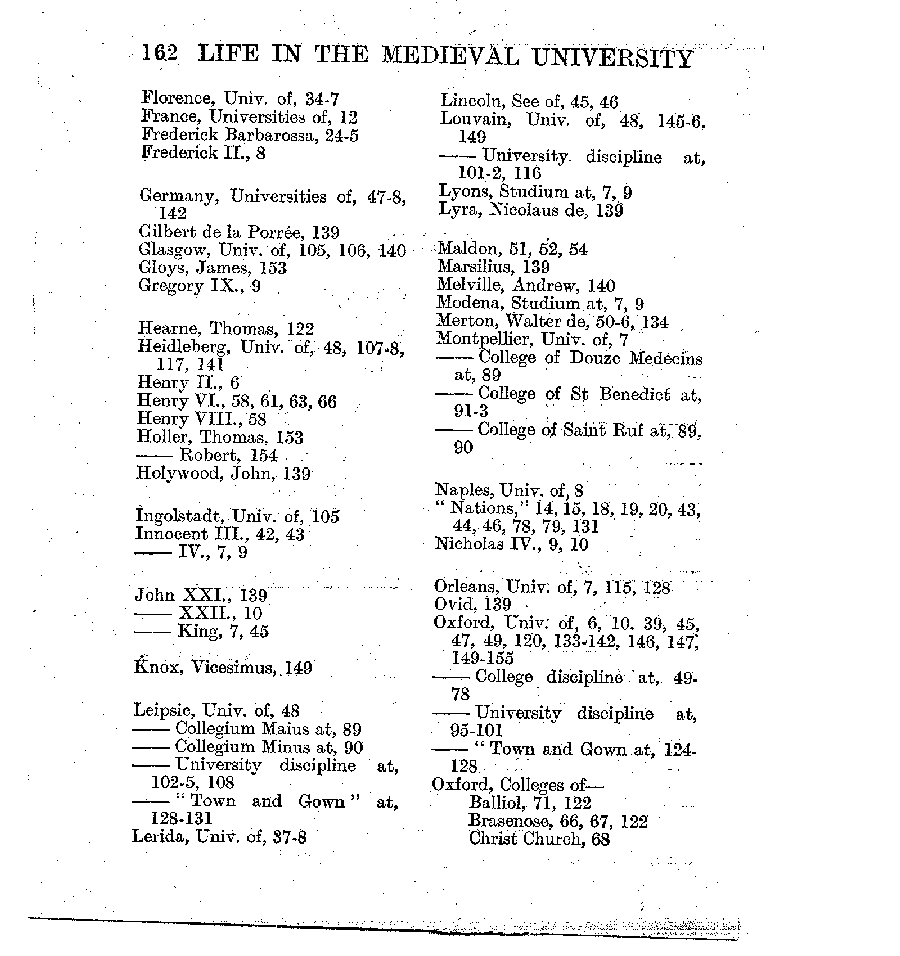 162 LIFE IN THE MEDIEVAL UNIVERSITY
Florence, Univ. of, 34-7
France, Universities of, 12
Frederick Barbarossa, 24-5
Frederick II., 8
Germany, Universities of, 47-8,
142
Gilbert de la Porrée, 139
Glasgow, Univ. of, 105, 106, 140
Gloys, James, 153
Gregory IX., 9
Hearne, Thomas, 122
Heidleberg, Univ. of, 48, 107-8,
117, 141
Henry II., 6
Henry VI., 58, 61, 63, 66
Henry VIII., 58
Holler, Thomas, 153
—— Robert, 154
Holywood, John, 139
Ingolstadt, Univ. of, 105
Innocent III., 42, 43
—— IV., 7, 9
John XXI., 139
—— XXII., 10
—— King, 7, 45
Knox, Vicesimus, 149
Leipsic, Univ. of, 48
—— Collegium Maius at, 89
—— Collegium Minus at, 90
—— University discipline at,
102-5, 108
—— "Town and Gown" at,
128-131
Lerida, Univ. of, 37-8
Lincoln, See of, 45, 46
Louvain, Univ. of, 48, 145-6,
149
—— University discipline at,
101-2, 116
Lyons, Studium at, 7, 9
Lyra, Nicolaus de, 139
Maldon, 51, 52, 54
Marsilius, 139
Melville, Andrew, 140
Modena, Studium at, 7, 9
Merton, Walter de, 50-6, 134
Montpellier, Univ. of, 7
—— College of Douze Medecins
at, 89
—— College of St Benedict at,
91-3
—— College of Saint Ruf at, 89,
90
Naples, Univ. of, 8
"Nations," 14, 15, 18, 19, 20, 43,
44, 46, 78, 79, 131
Nicholas IV., 9, 10
Orleans, Univ. of, 7, 115, 128
Ovid, 139
Oxford, Univ. of, 6, 10, 39, 45,
47, 49, 120, 133-142, 146, 147,
149-155
—— College discipline at, 49-
78
—— University discipline at,
95-101
—— "Town and Gown at, 124-
128
Oxford, Colleges of—
Balliol, 71, 122
Brasenose, 66, 67, 122
Christ Church, 68